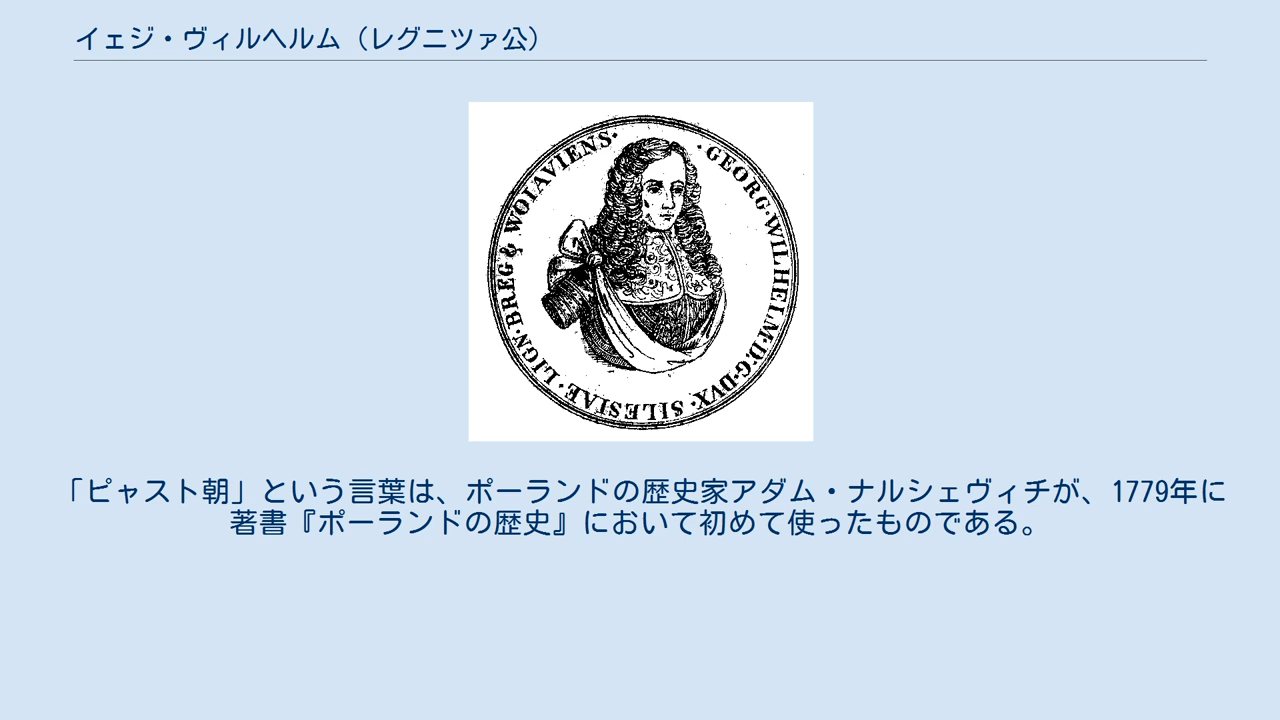 イェジ・ヴィルヘルム（レグニツァ公）
·GEORG·WILHELM·D:G·DVX SILESIAE·LIGN·BREG & WOLAVIENS·
「ピャスト朝」という言葉は、ポーランドの歴史家アダム・ナルシェヴィチが、1779年に
著書『ポーランドの歴史』において初めて使ったものである。